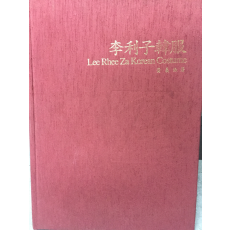 李利子韓服
Lee Rhee Za Korean Costume